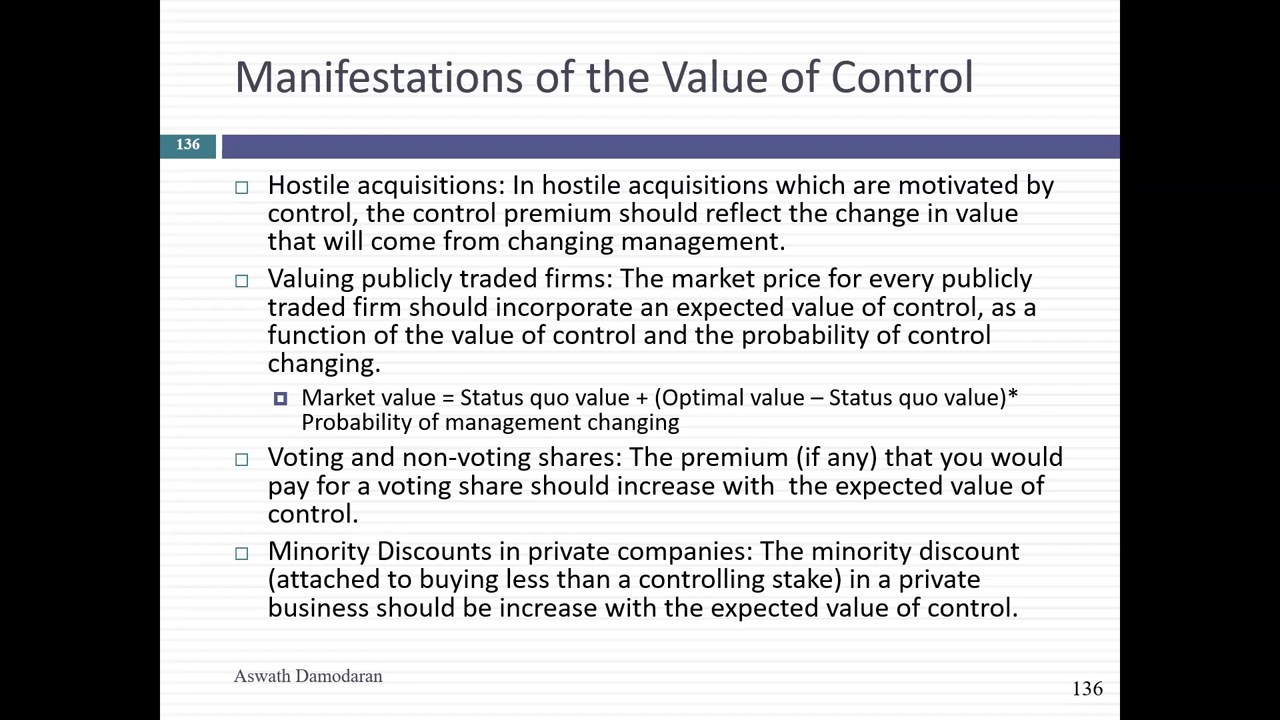 Manifestations of the Value of Control
136
Hostile acquisitions: In hostile acquisitions which are motivated by
control, the control premium should reflect the change in value
that will come from changing management.
Valuing publicly traded firms: The market price for every publicly
traded firm should incorporate an expected value of control, as a
function of the value of control and the probability of control
changing.
Market value = Status quo value + (Optimal value – Status quo value)*
Probability of management changing
Voting and non-voting shares: The premium (if any) that you would
pay for a voting share should increase with  the expected value of
control.
Minority Discounts in private companies: The minority discount
(attached to buying less than a controlling stake) in a private
business should be increase with the expected value of control.
Aswath Damodaran
136